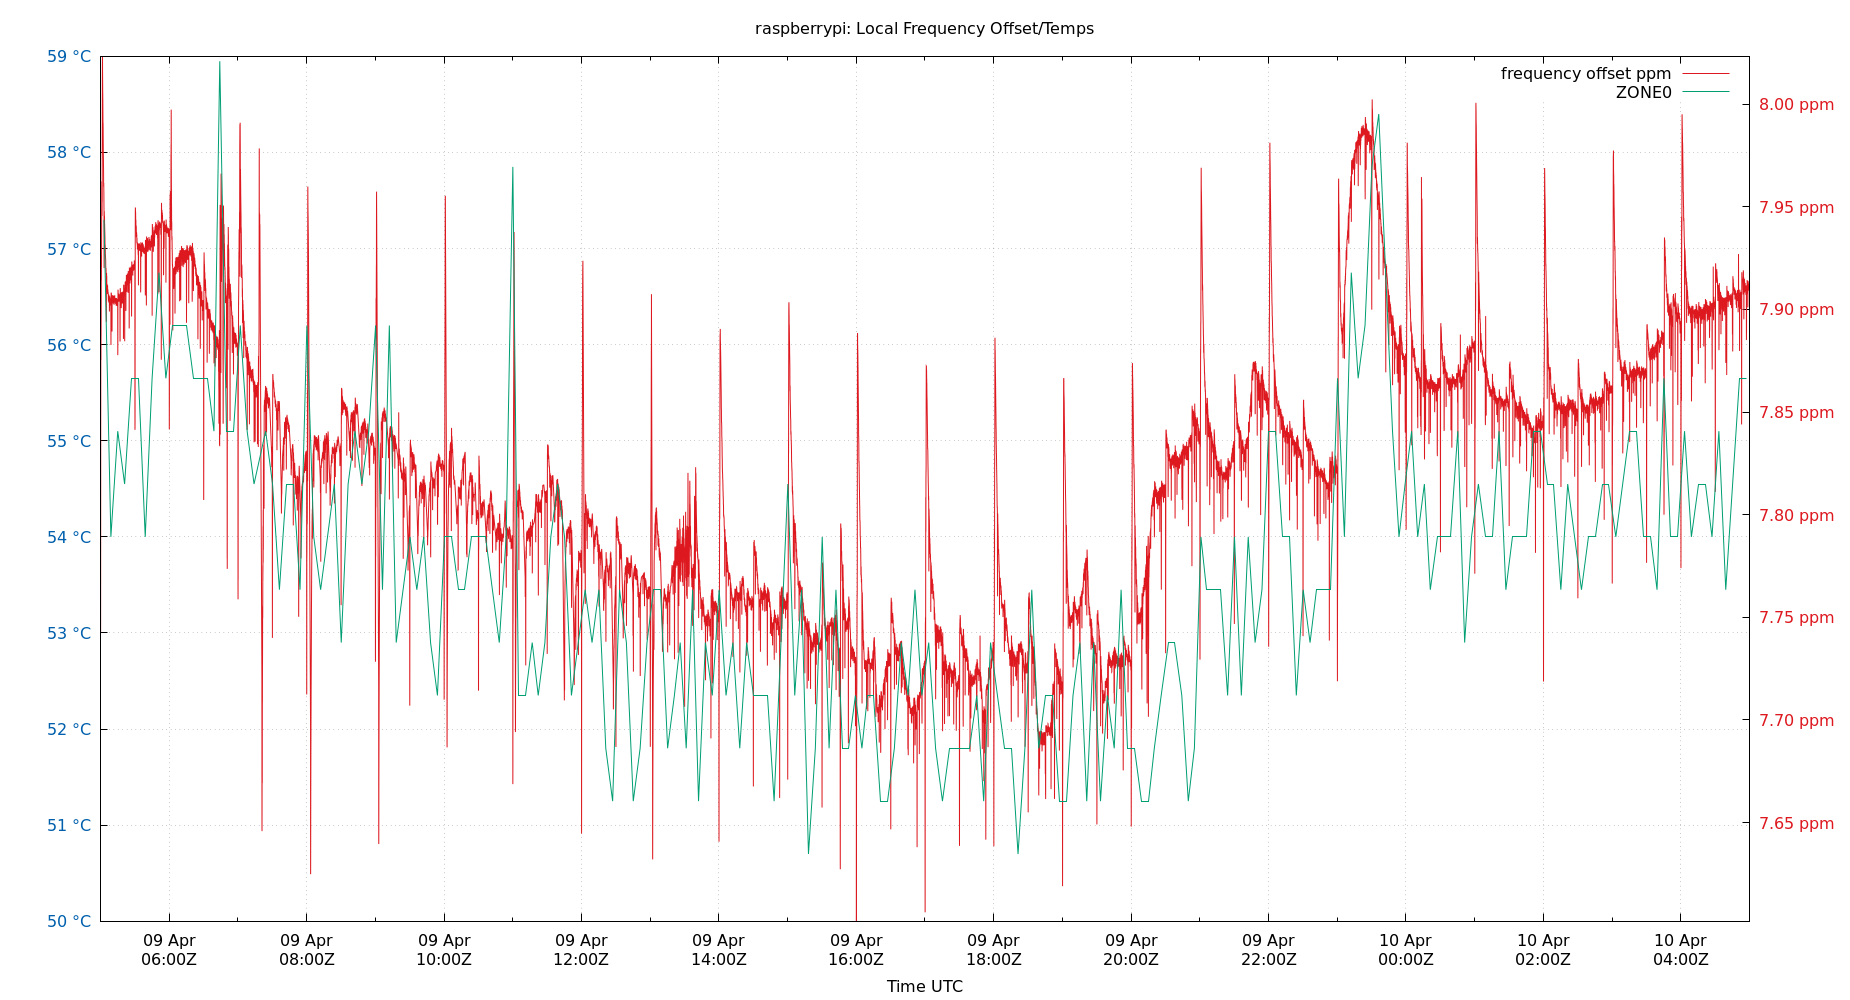 raspberrypi: Local Frequency Offset/Temps
frequency offset ppm
ZONE0
59 °C
58 °C
57 °C
56 °C
55 °C
54 °C
53 °C
52 °C
51 °C
50 °C
8.00 ppm
7.95 ppm
7.90 ppm
7.85 ppm
7.80 ppm
7.75 ppm
7.70 ppm
7.65 ppm
09 Apr 09 Apr 09 Apr 09 Apr 09 Apr 09 Apr 09 Apr 09 Apr 09 Apr 10 Apr 10 Apr 10 Apr
06:00Z 08:00Z 10:00Z 12:00Z 14:00Z 16:00Z 18:00Z 20:00Z 22:00Z 00:00Z 02:00Z 04:00Z
Time UTC